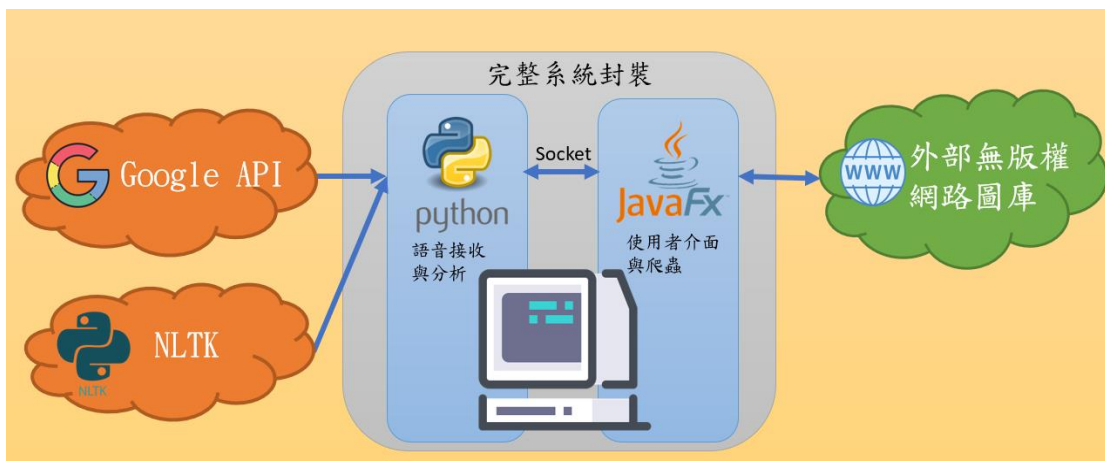 完整系統封裝
Google API
NLTK
NLTK
python
語音接收
與分析
Socket
JavaFx
使用者介面
與爬蟲
WWW
外部無版權
網路圖庫